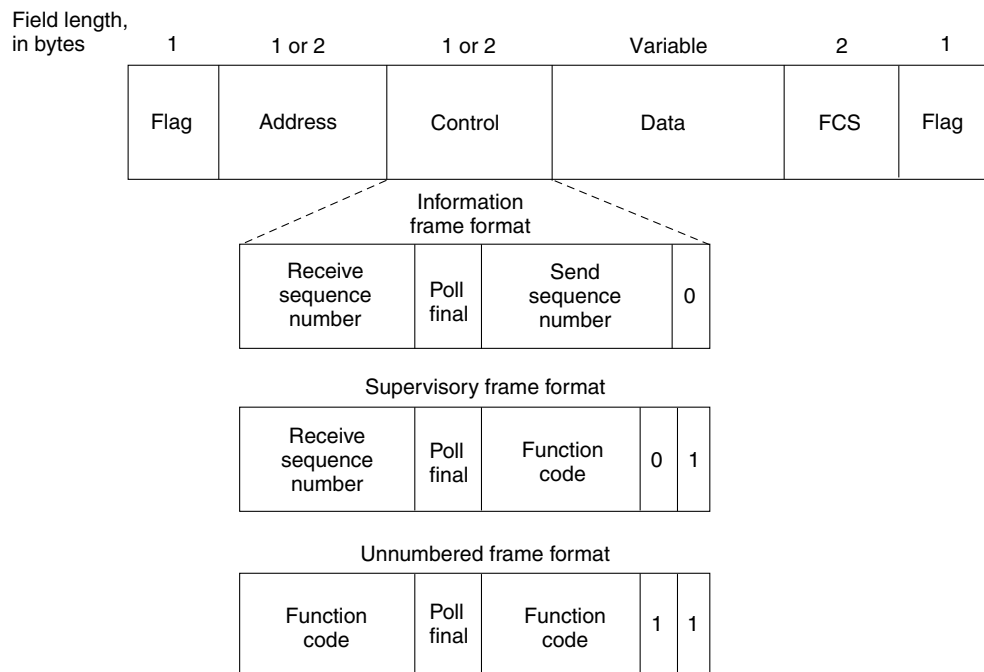 Field length,
in bytes 1 1 or 2 1 or 2 Variable 2 1
Flag Address Control Data FCS Flag
Information
frame format
Receive
sequence
number
Poll
final
Send
sequence
number
0
Supervisory frame format
Receive
sequence
number
Poll
final
Function
code
0 1
Unnumbered frame format
Function
code
Poll
final
Function
code
1 1